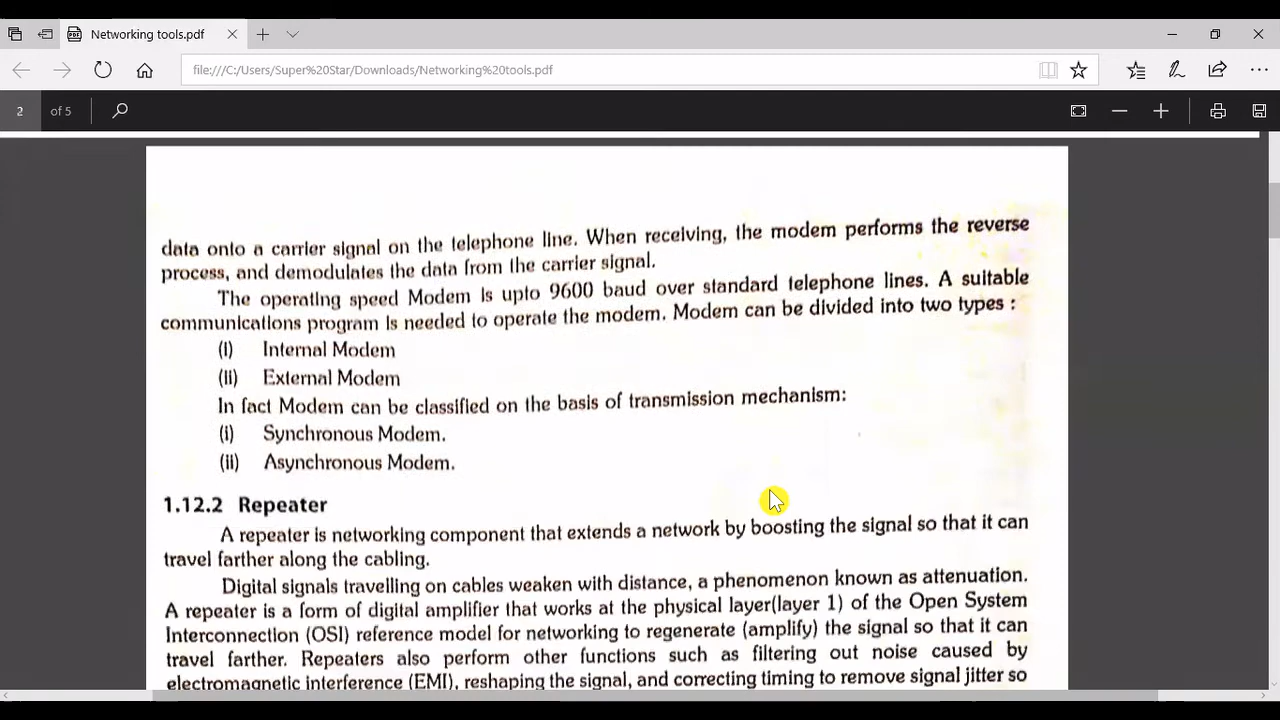 Networking tools.pdf
file:///C:/Users/Super%20Star/Downloads/Networking%20tools.pdf
2 of 5
data onto a carrier signal on the telephone line. When receiving, the modem performs the reverse
process, and demodulates the data from the carrier signal.
The operating speed Modem is upto 9600 baud over standard telephone lines. A suitable
communications program is needed to operate the modem. Modem can be divided into two types :
(i) Internal Modem
(ii) External Modem
In fact Modem can be classified on the basis of transmission mechanism:
(i) Synchronous Modem.
(ii) Asynchronous Modem.
1.12.2 Repeater
A repeater is networking component that extends a network by boosting the signal so that it can
travel farther along the cabling.
Digital signals travelling on cables weaken with distance, a phenomenon known as attenuation.
A repeater is a form of digital amplifier that works at the physical layer(layer 1) of the Open System
Interconnection (OSI) reference model for networking to regenerate (amplify) the signal so that it can
travel farther. Repeaters also perform other functions such as filtering out noise caused by
electromagnetic interference (EMI), reshaping the signal, and correcting timing to remove signal jitter so